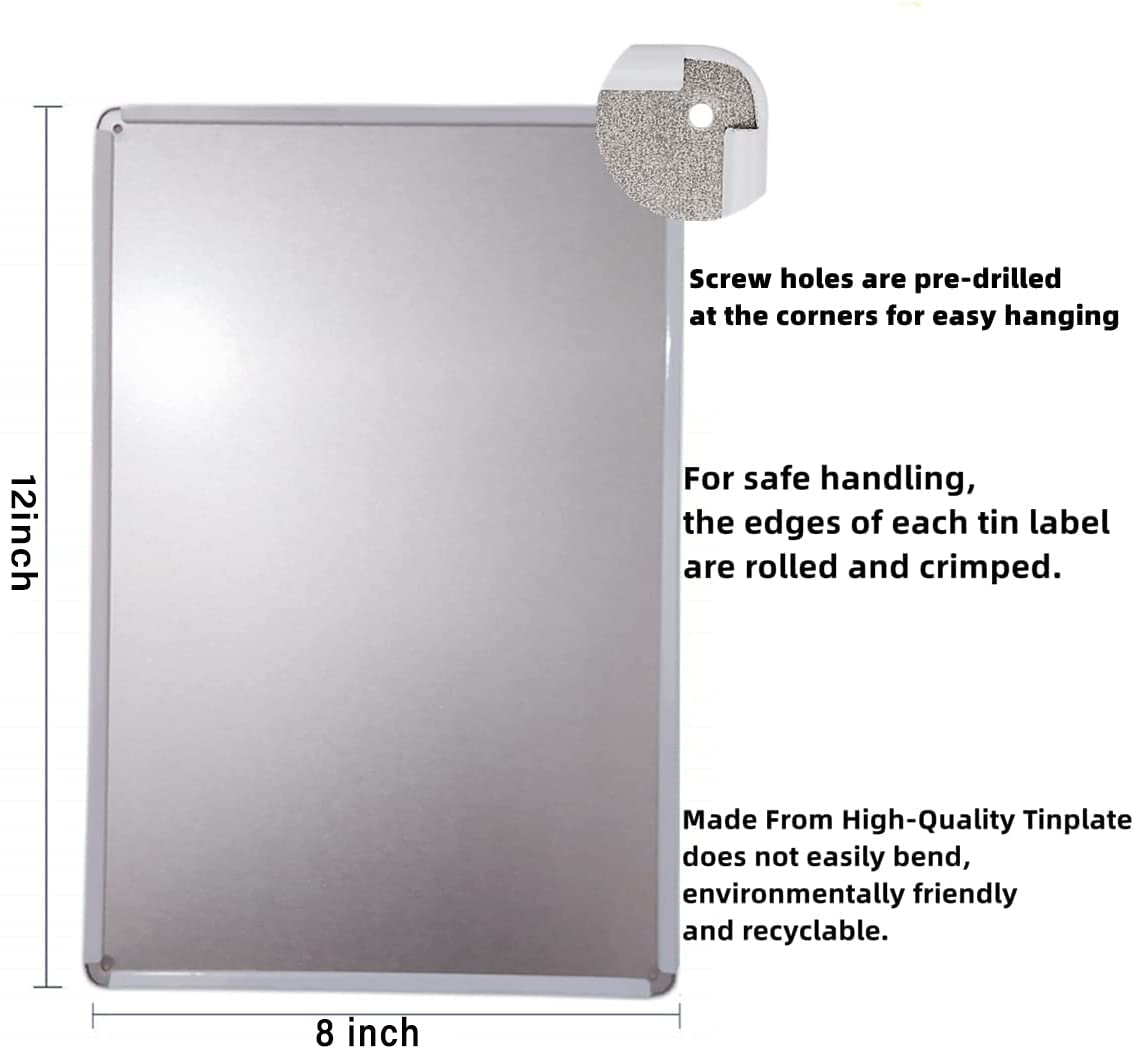 Screw holes are pre-drilled
at the corners for easy hanging
12inch
For safe handling,
the edges of each tin label
are rolled and crimped.
Made From High-Quality Tinplate
does not easily bend,
environmentally friendly
and recyclable.
8 inch